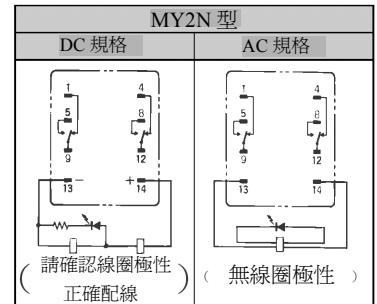 MY2N 型
DC 規格
AC 規格
1 4
5 8
9 12
13 − + 14
1 4
5 8
9 12
13 14
(請確認線圈極性
正確配線)
(無線圈極性)